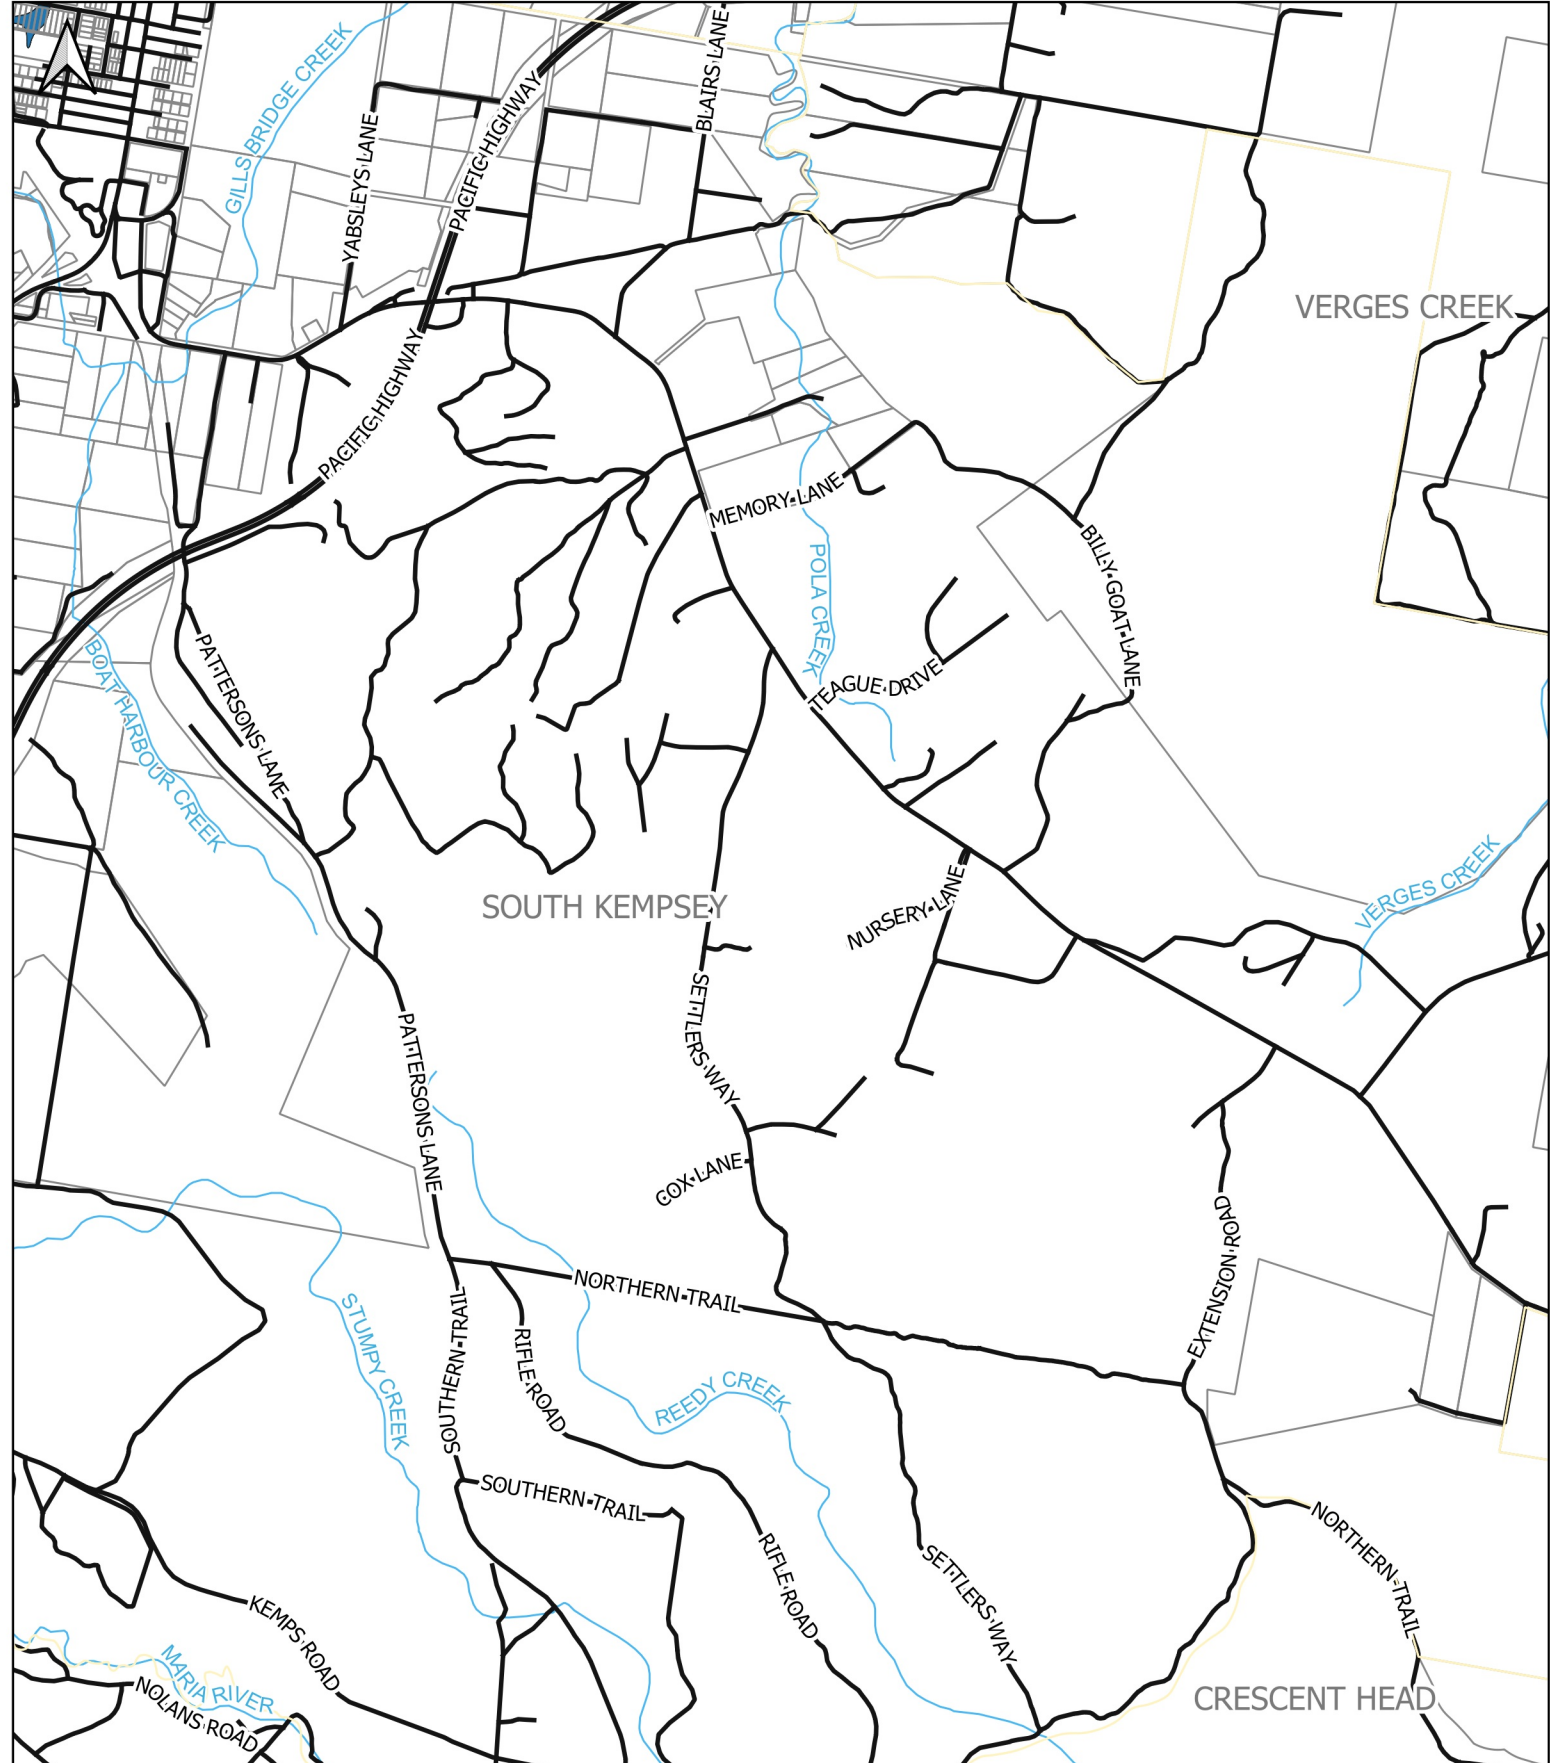 GILLS BRIDGE CREEK
BLAIRS LANE
PACIFIC HIGHWAY
YABSLEYS LANE
VERGES CREEK
PACIFIC HIGHWAY
MEMORY LANE
BILLY GOAT LANE
POLA CREEK
PATTERSONS LANE
BOAT HARBOUR CREEK
TEAGUE DRIVE
VERGES CREEK
SOUTH KEMPSEY
NURSERY LANE
SETTLERS WAY
PATTERSONS LANE
COX LANE
EXTENSION ROAD
NORTHERN TRAIL
STUMPY CREEK
SOUTHERN TRAIL
RIFLE ROAD
REEDY CREEK
SOUTHERN TRAIL
NORTHERN TRAIL
RIFLE ROAD
SETTLERS WAY
KEMPS ROAD
MARIA RIVER
NOLANS ROAD
CRESCENT HEAD